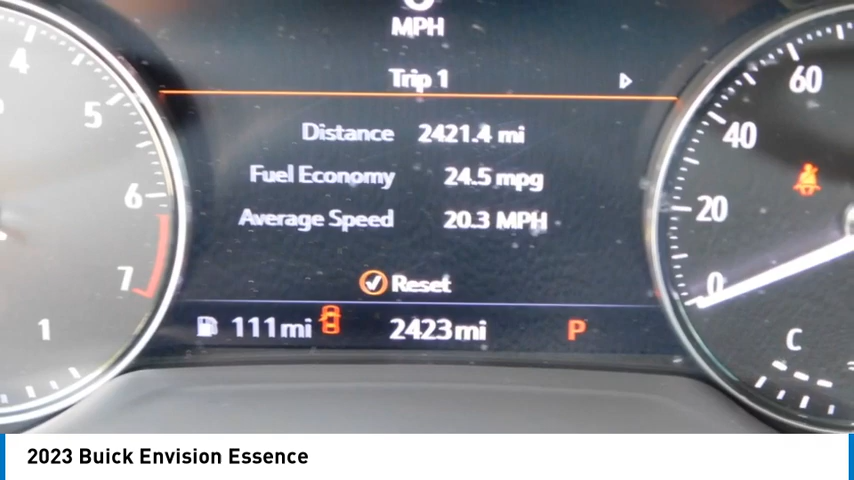 MPH
Trip 1
Distance 2421.4 mi
Fuel Economy 24.5 mpg
Average Speed 20.3 MPH
Reset
111 mi 2423 mi P
4
5
6
7
1
60
40
20
0
C
2023 Buick Envision Essence